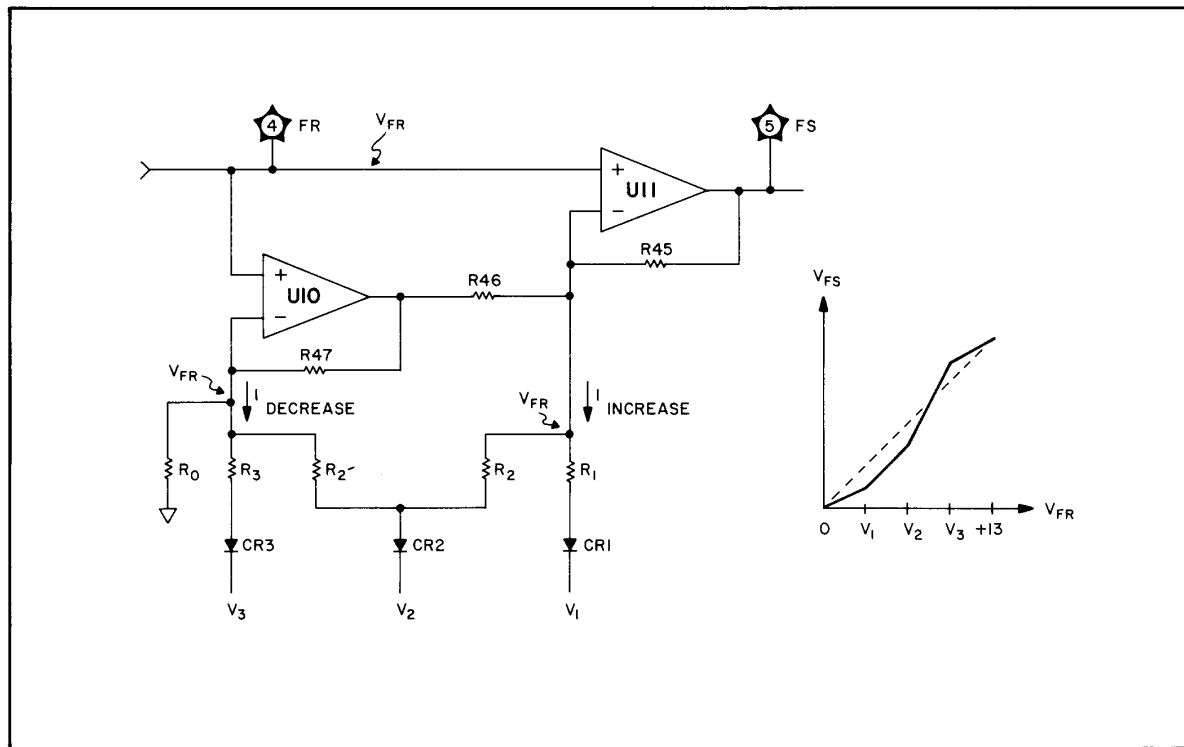 4 FR
V_FR
5 FS
+
−
U11
R45
+
−
U10
R46
R47
V_FR
I DECREASE
V_FR
I INCREASE
R0
R3
R2
R2
R1
CR3
CR2
CR1
V3
V2
V1
V_FS
0
V1
V2
V3
+13
V_FR